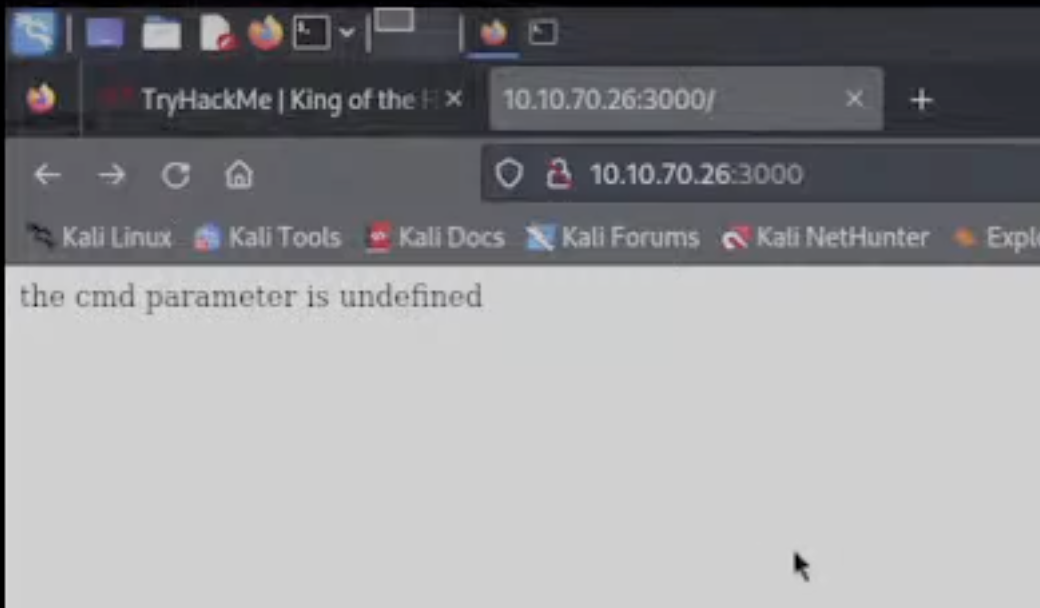 TryHackMe | King of the H
10.10.70.26:3000/
10.10.70.26:3000
Kali Linux Kali Tools Kali Docs Kali Forums Kali NetHunter Explo
the cmd parameter is undefined